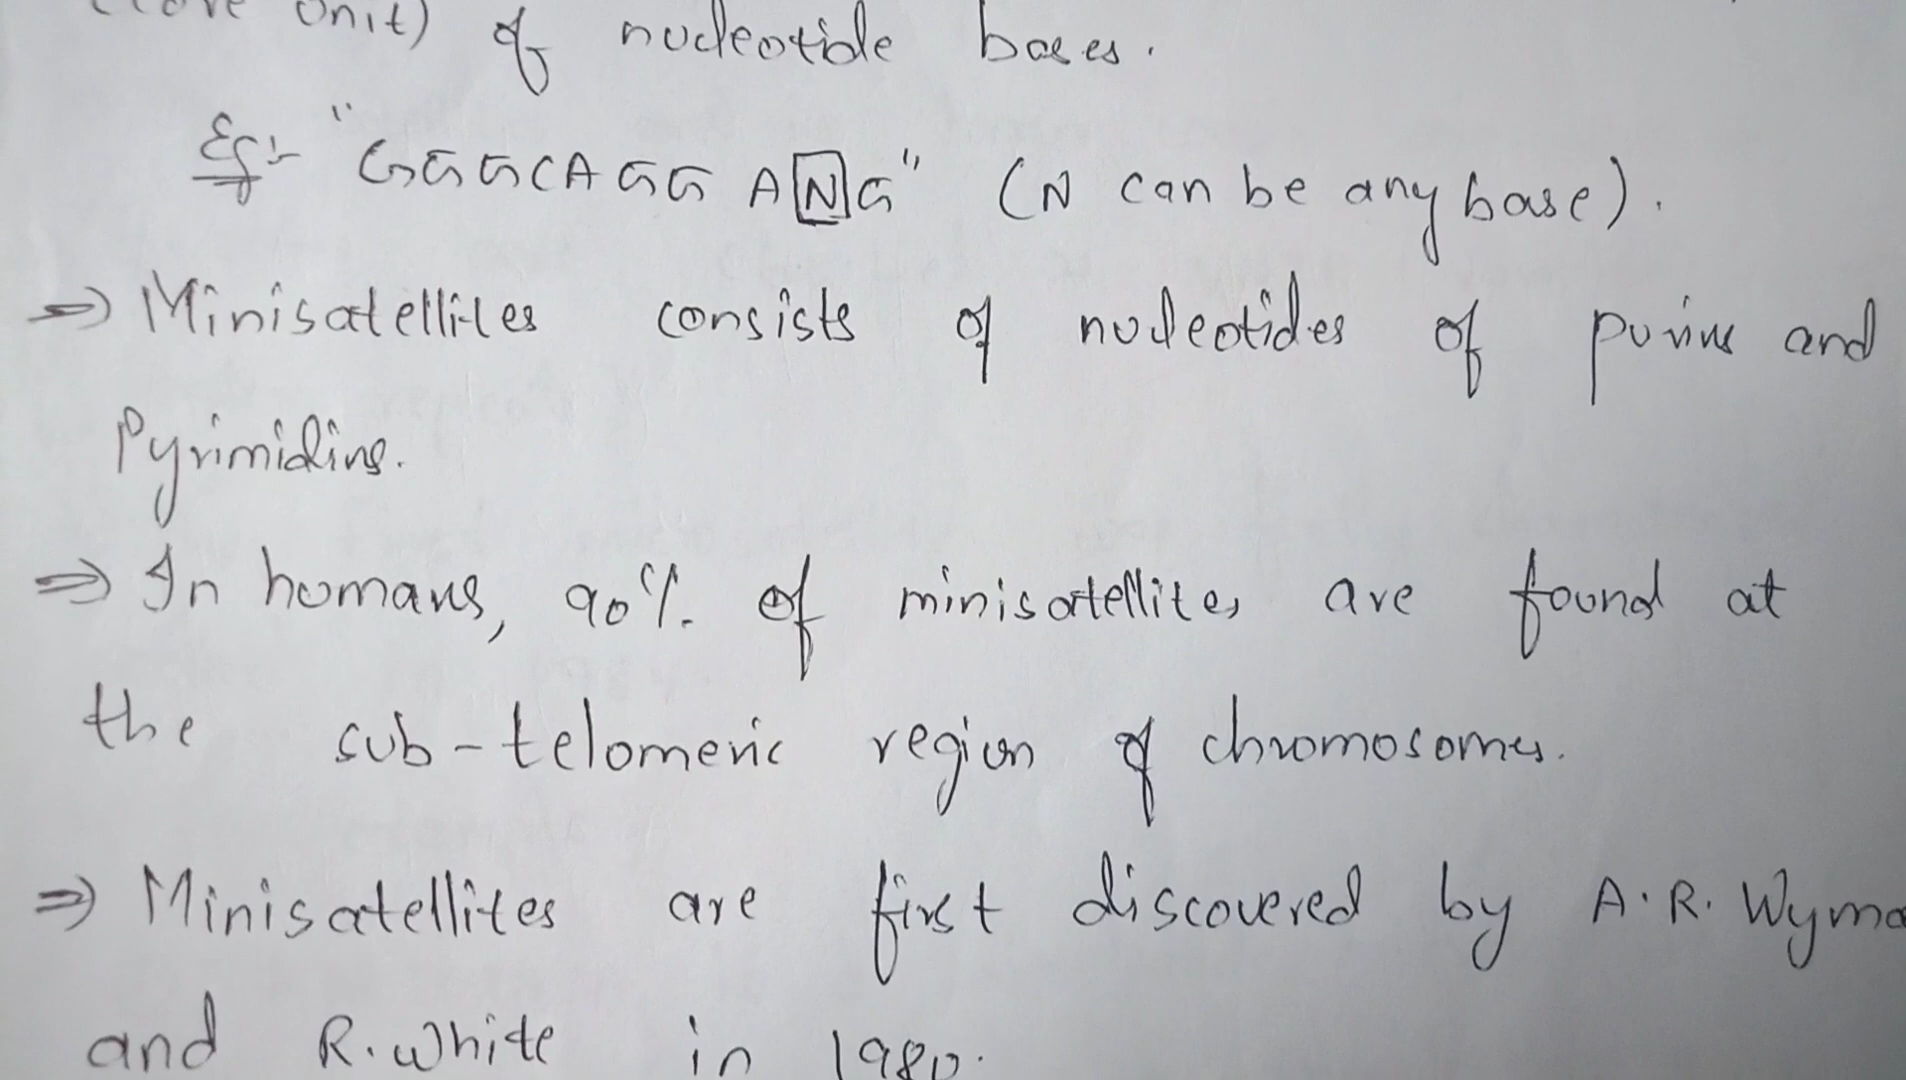 (core unit) of nucleotide bases.
Eg:- "GGGCAGG A[N]G" (N can be any base).
⇒ Minisatellites consists of nucleotides of purine and
Pyrimidine.
⇒ In humans, 90% of minisatellites are found at
the sub-telomeric region of chromosomes.
⇒ Minisatellites are first discovered by A.R. Wyma
and R. White in 1980.